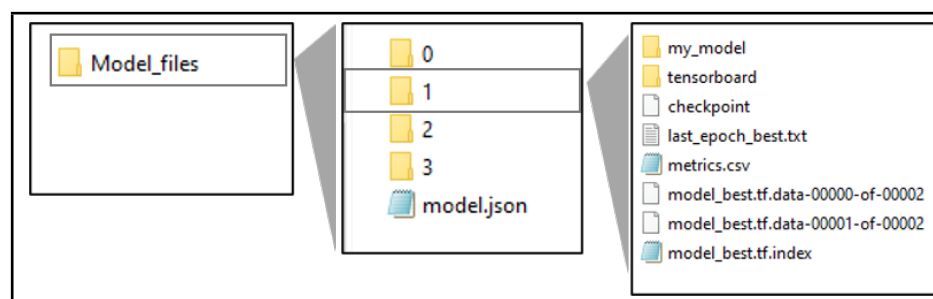 Model_files
0
1
2
3
model.json
my_model
tensorboard
checkpoint
last_epoch_best.txt
metrics.csv
model_best.tf.data-00000-of-00002
model_best.tf.data-00001-of-00002
model_best.tf.index